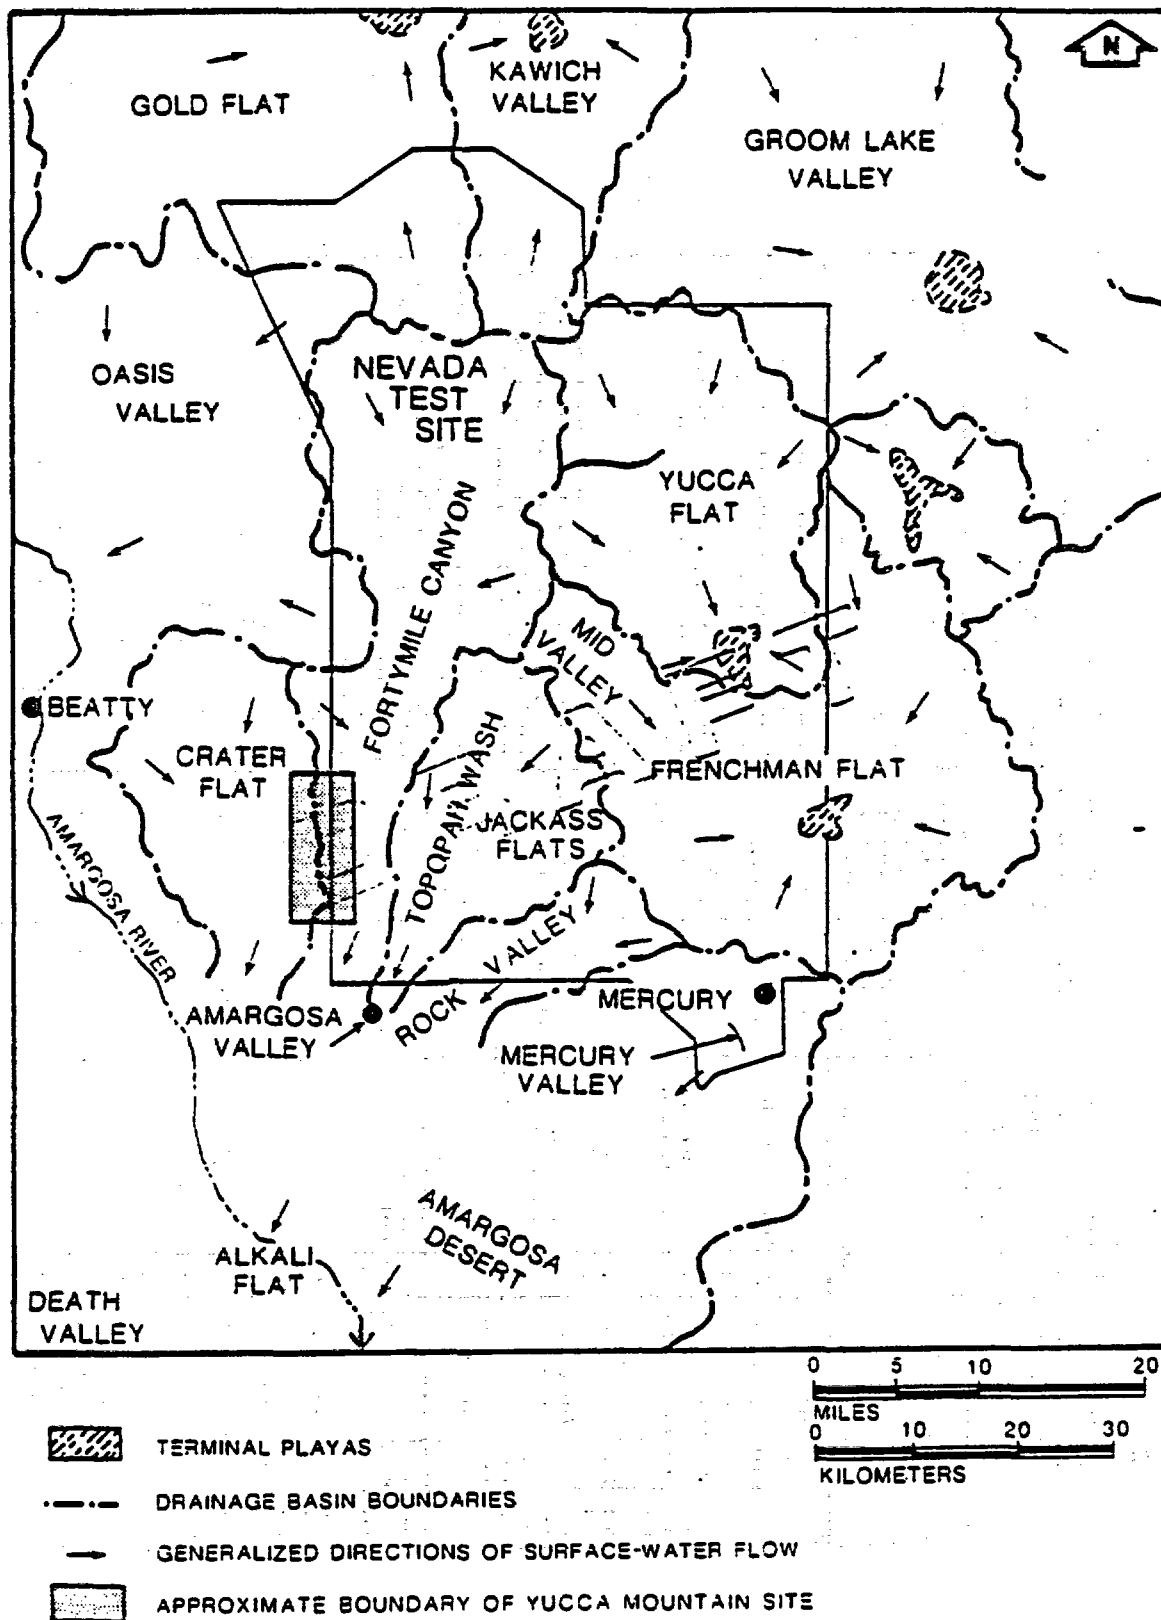 N
KAWICH
VALLEY
GOLD FLAT
GROOM LAKE
VALLEY
OASIS
VALLEY
NEVADA
TEST
SITE
YUCCA
FLAT
FORTYMILE CANYON
MID
VALLEY
BEATTY
CRATER
FLAT
TOPOPAH WASH
FRENCHMAN FLAT
JACKASS
FLATS
AMARGOSA RIVER
ROCK VALLEY
AMARGOSA
VALLEY
MERCURY
MERCURY
VALLEY
AMARGOSA
DESERT
ALKALI
FLAT
DEATH
VALLEY
0 5 10 20
MILES
0 10 20 30
KILOMETERS
TERMINAL PLAYAS
DRAINAGE BASIN BOUNDARIES
GENERALIZED DIRECTIONS OF SURFACE-WATER FLOW
APPROXIMATE BOUNDARY OF YUCCA MOUNTAIN SITE